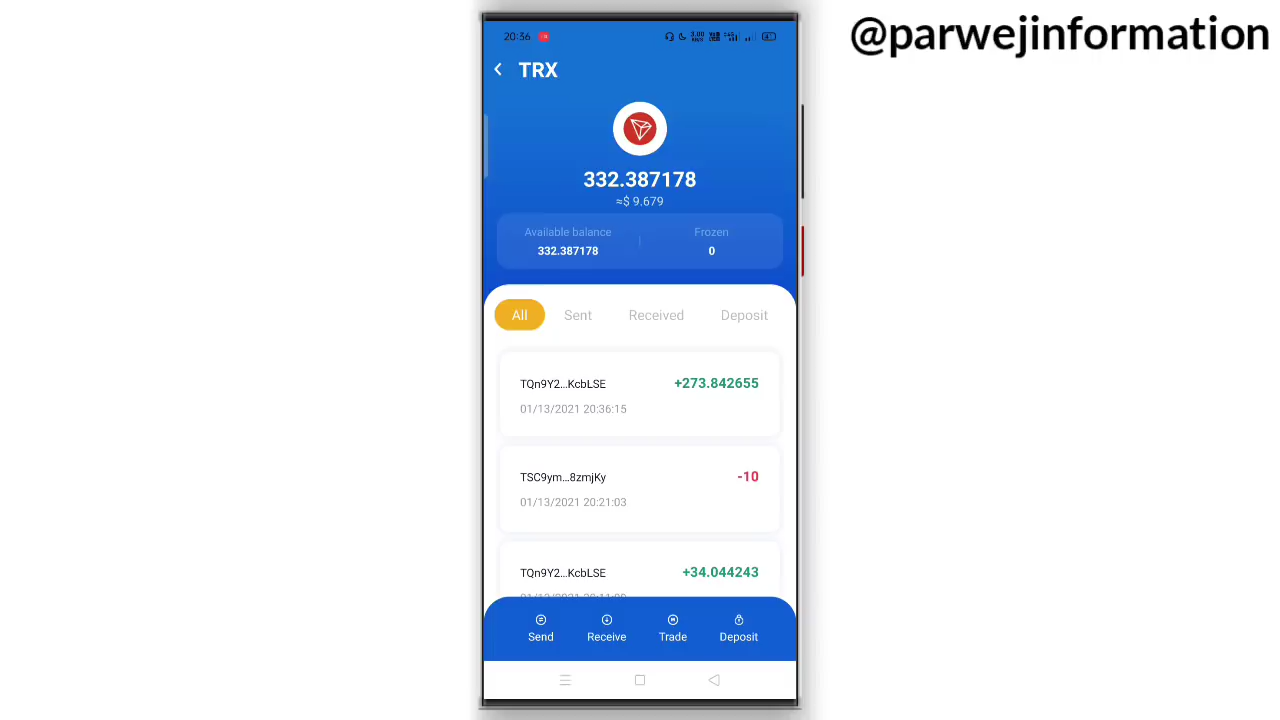 @parwejinformation
20:36
TRX
332.387178
≈$ 9.679
Available balance
332.387178
Frozen
0
All
Sent
Received
Deposit
TQn9Y2...KcbLSE
+273.842655
01/13/2021 20:36:15
TSC9ym...8zmjKy
-10
01/13/2021 20:21:03
TQn9Y2...KcbLSE
+34.044243
Send
Receive
Trade
Deposit